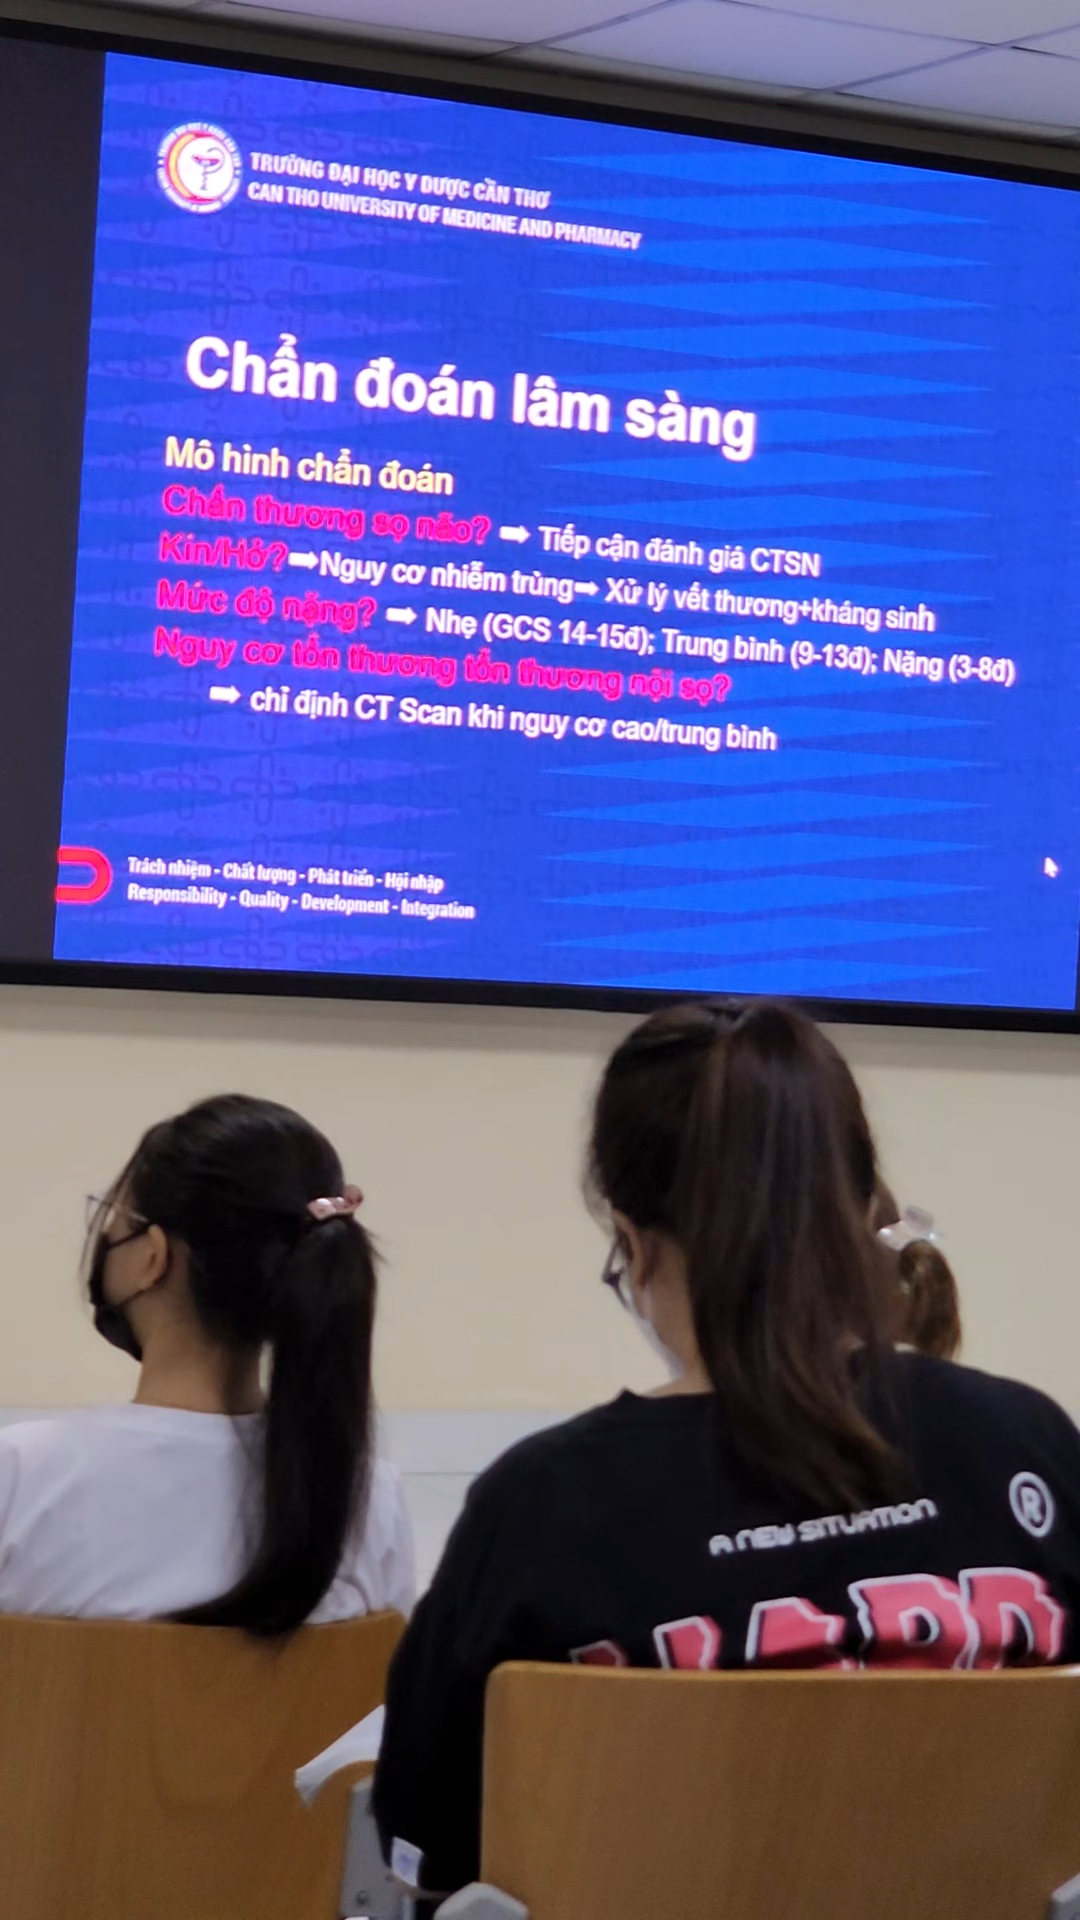 TRƯỜNG ĐẠI HỌC Y DƯỢC CẦN THƠ
CAN THO UNIVERSITY OF MEDICINE AND PHARMACY
Chẩn đoán lâm sàng
Mô hình chẩn đoán
Chấn thương sọ não? ➡ Tiếp cận đánh giá CTSN
Kín/Hở?➡Nguy cơ nhiễm trùng➡ Xử lý vết thương+kháng sinh
Mức độ nặng? ➡ Nhẹ (GCS 14-15đ); Trung bình (9-13đ); Nặng (3-8đ)
Nguy cơ tổn thương tổn thương nội sọ?
➡ chỉ định CT Scan khi nguy cơ cao/trung bình
Trách nhiệm - Chất lượng - Phát triển - Hội nhập
Responsibility - Quality - Development - Integration
A NEW SITUATION
®